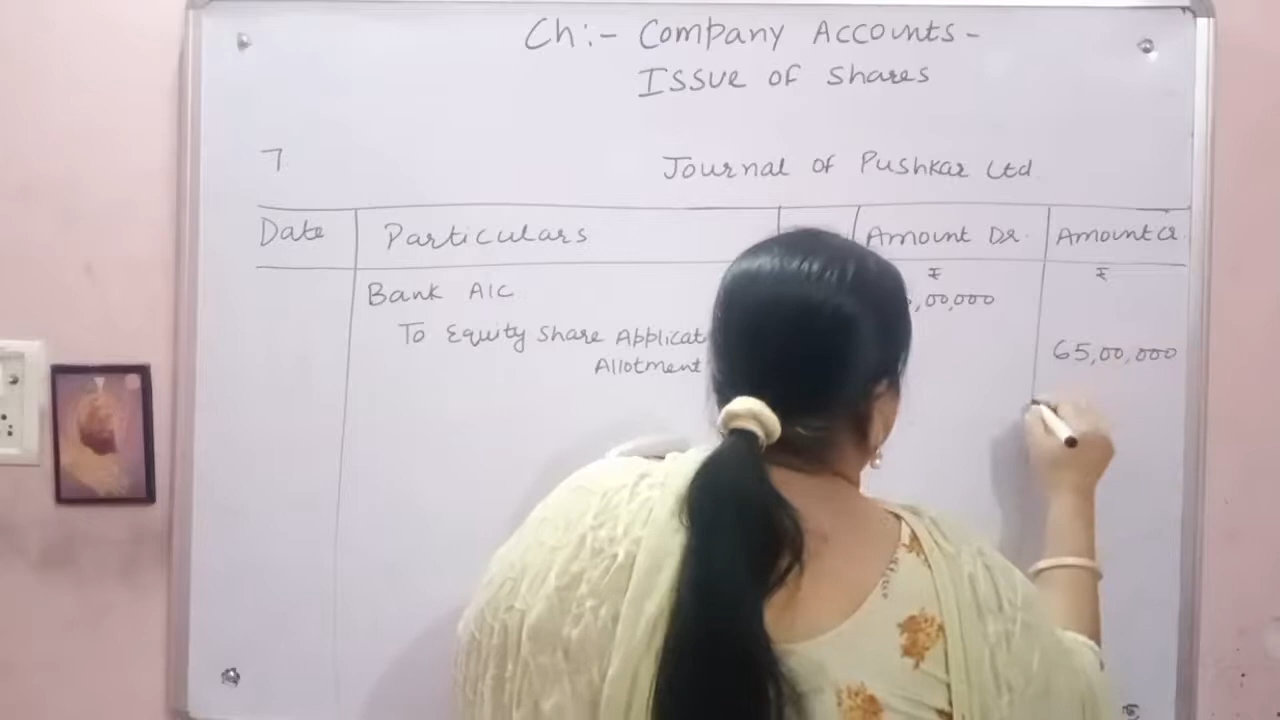 Ch:- Company Accounts -
Issue of Shares
7 Journal of Pushkar Ltd
Date Particulars Amount Dr. Amount Cr.
₹ ₹
Bank A/C ,00,000
To Equity Share Applicat
Allotment 65,00,000